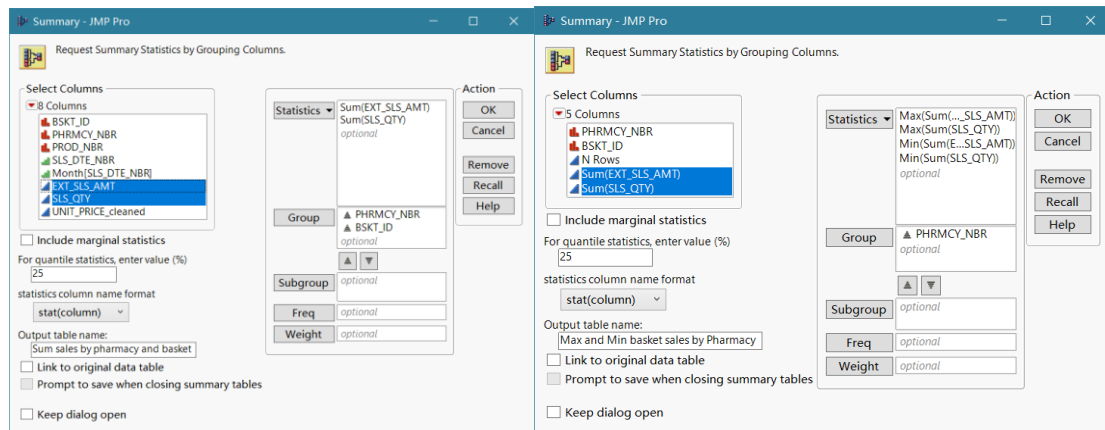 Summary - JMP Pro
Request Summary Statistics by Grouping Columns.
Select Columns
8 Columns
BSKT_ID
PHRMCY_NBR
PROD_NBR
SLS_DTE_NBR
Month[SLS_DTE_NBR]
EXT_SLS_AMT
SLS_QTY
UNIT_PRICE_cleaned
Include marginal statistics
For quantile statistics, enter value (%)
25
statistics column name format
stat(column)
Output table name:
Sum sales by pharmacy and basket
Link to original data table
Prompt to save when closing summary tables
Keep dialog open
Statistics
Sum(EXT_SLS_AMT)
Sum(SLS_QTY)
optional
Group
PHRMCY_NBR
BSKT_ID
optional
Subgroup
optional
Freq
optional
Weight
optional
Action
OK
Cancel
Remove
Recall
Help
Summary - JMP Pro
Request Summary Statistics by Grouping Columns.
Select Columns
5 Columns
PHRMCY_NBR
BSKT_ID
N Rows
Sum(EXT_SLS_AMT)
Sum(SLS_QTY)
Include marginal statistics
For quantile statistics, enter value (%)
25
statistics column name format
stat(column)
Output table name:
Max and Min basket sales by Pharmacy
Link to original data table
Prompt to save when closing summary tables
Keep dialog open
Statistics
Max(Sum(..._SLS_AMT))
Max(Sum(SLS_QTY))
Min(Sum(E...SLS_AMT))
Min(Sum(SLS_QTY))
optional
Group
PHRMCY_NBR
optional
Subgroup
optional
Freq
optional
Weight
optional
Action
OK
Cancel
Remove
Recall
Help